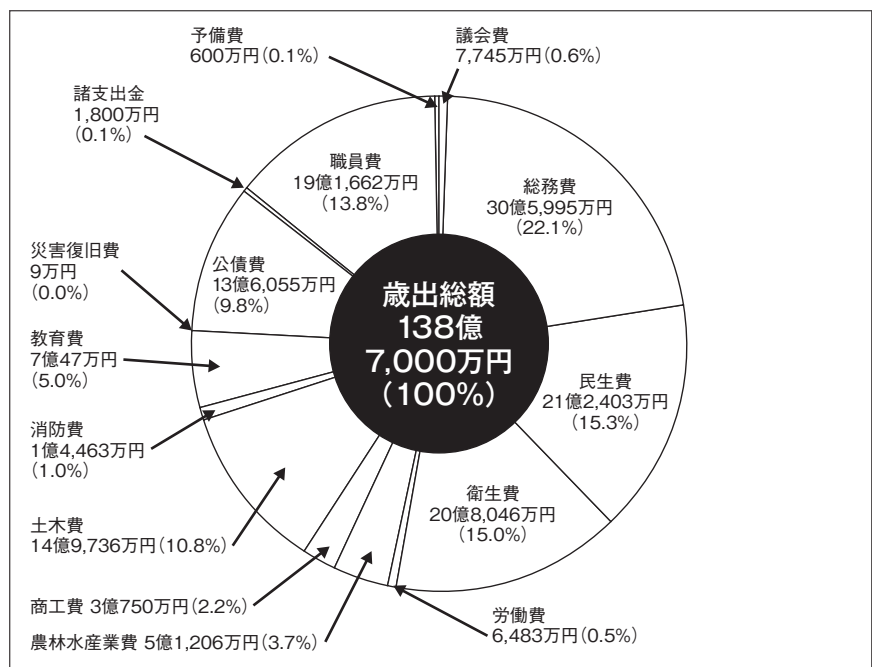 予備費
600万円(0.1%)
議会費
7,745万円(0.6%)
諸支出金
1,800万円
(0.1%)
職員費
19億1,662万円
(13.8%)
総務費
30億5,995万円
(22.1%)
災害復旧費
9万円
(0.0%)
公債費
13億6,055万円
(9.8%)
歳出総額
138億
7,000万円
(100%)
教育費
7億47万円
(5.0%)
民生費
21億2,403万円
(15.3%)
消防費
1億4,463万円
(1.0%)
衛生費
20億8,046万円
(15.0%)
土木費
14億9,736万円(10.8%)
商工費 3億750万円(2.2%)
農林水産業費 5億1,206万円(3.7%)
労働費
6,483万円(0.5%)